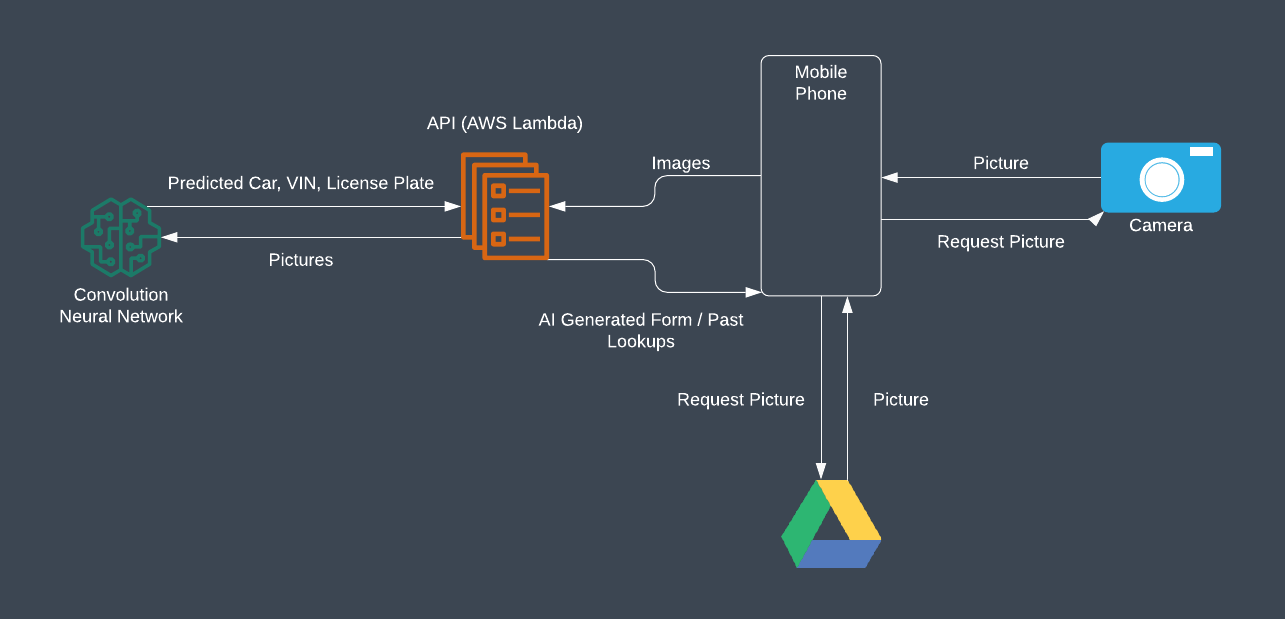 Mobile
Phone
API (AWS Lambda)
Images
Picture
Predicted Car, VIN, License Plate
Camera
Request Picture
Pictures
Convolution
Neural Network
AI Generated Form / Past
Lookups
Request Picture
Picture